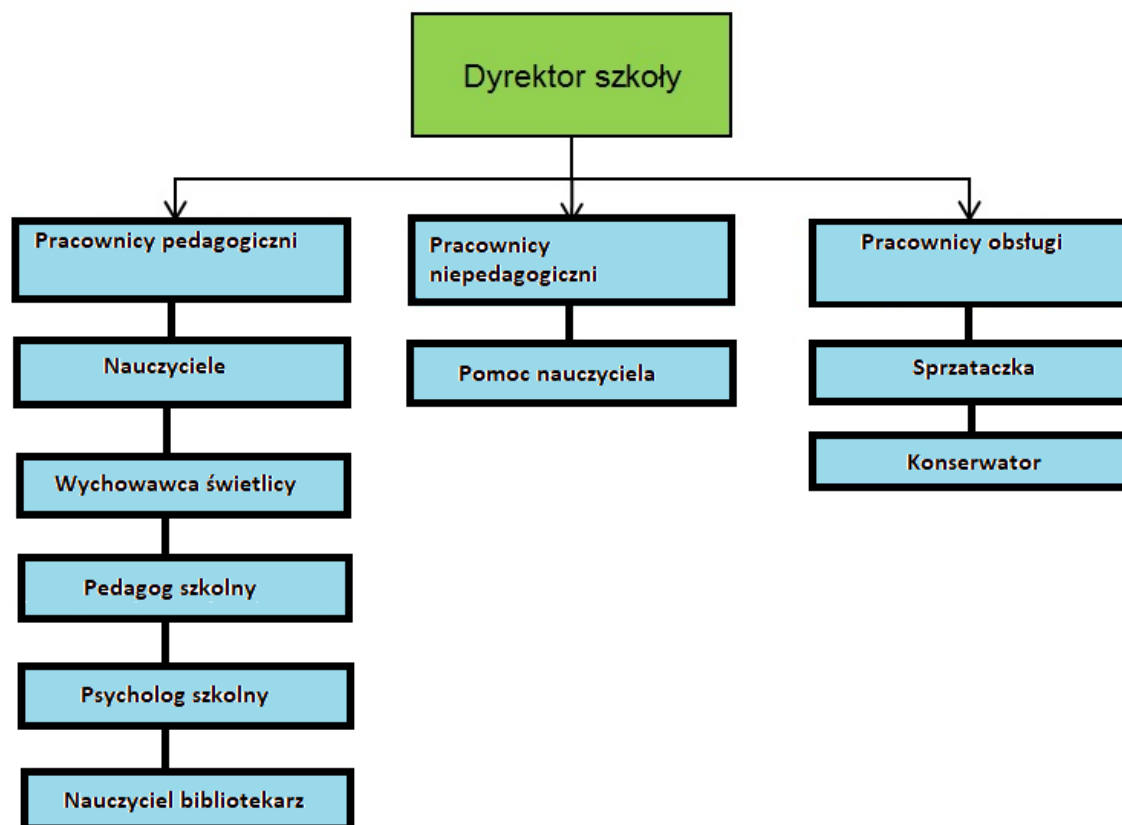 Dyrektor szkoły
Pracownicy pedagogiczni
Nauczyciele
Wychowawca świetlicy
Pedagog szkolny
Psycholog szkolny
Nauczyciel bibliotekarz
Pracownicy
niepedagogiczni
Pomoc nauczyciela
Pracownicy obsługi
Sprzataczka
Konserwator